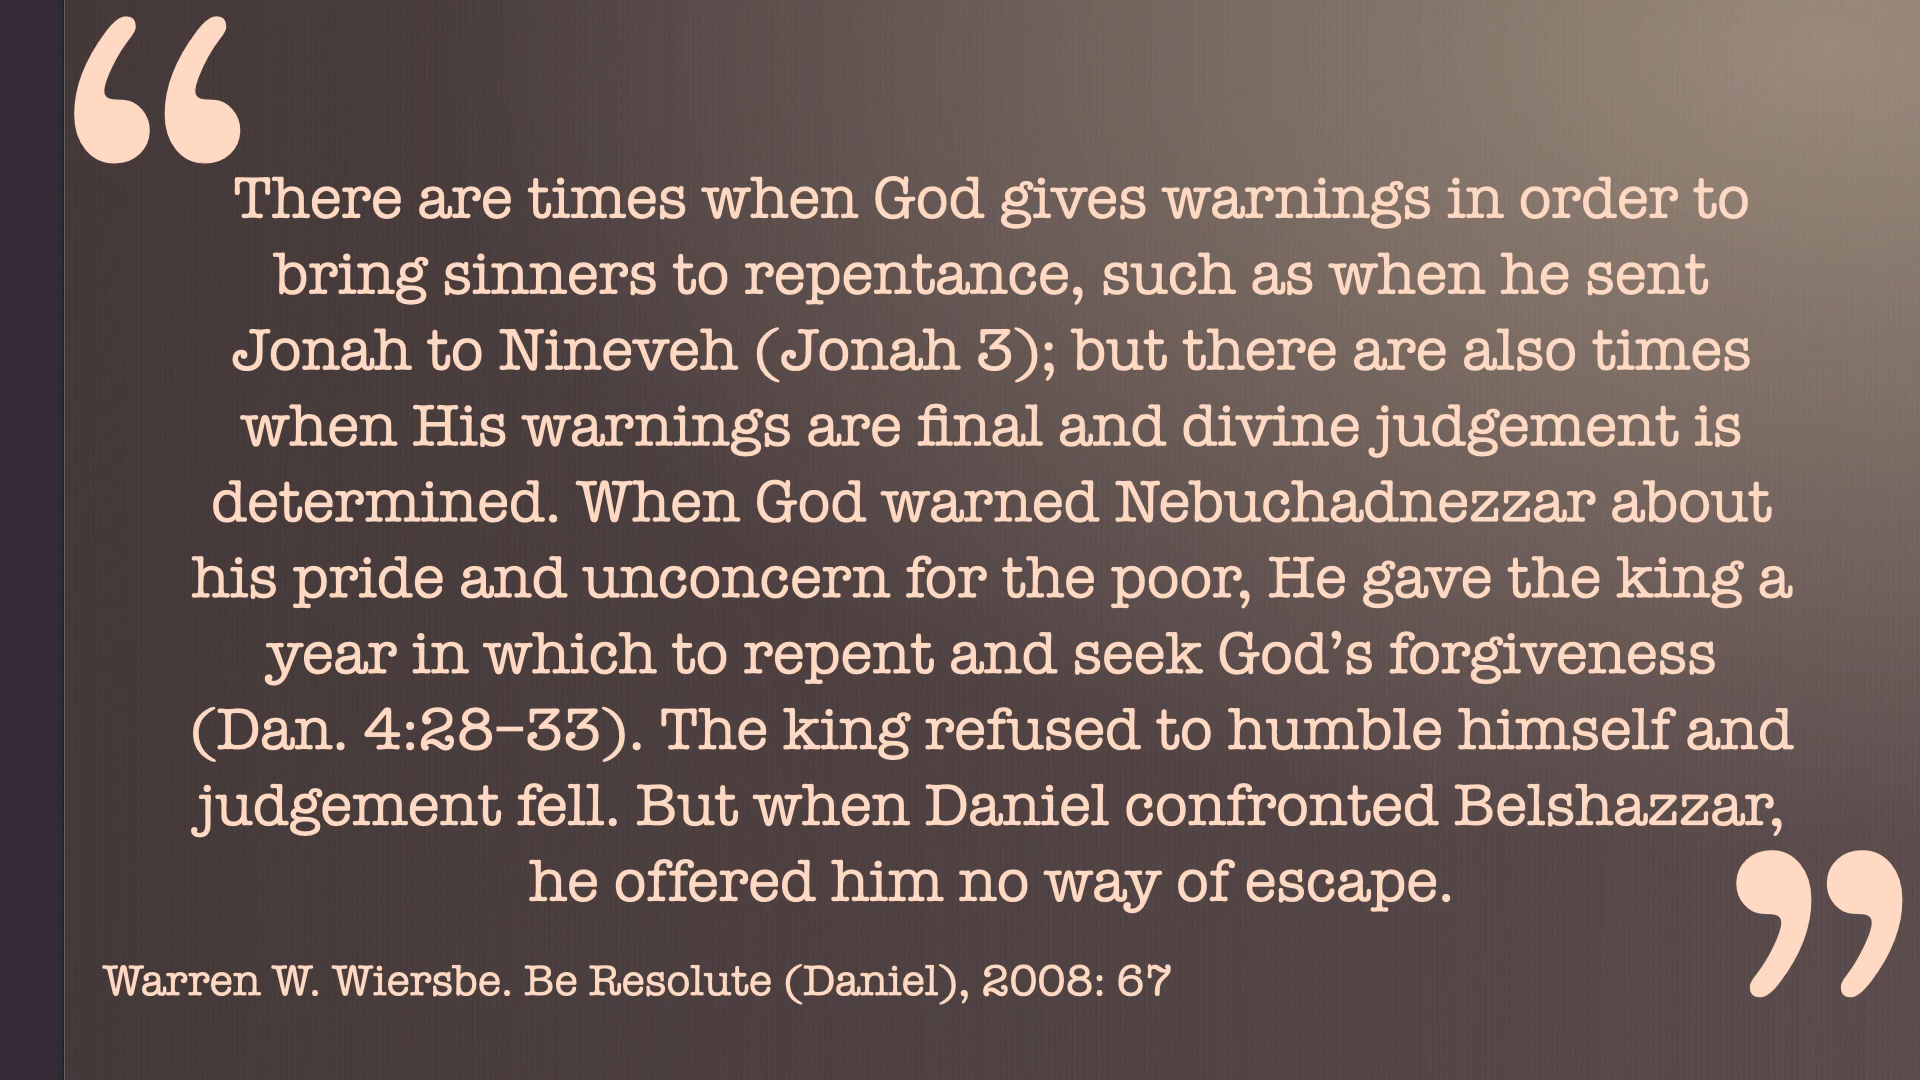 “
There are times when God gives warnings in order to
bring sinners to repentance, such as when he sent
Jonah to Nineveh (Jonah 3); but there are also times
when His warnings are final and divine judgement is
determined. When God warned Nebuchadnezzar about
his pride and unconcern for the poor, He gave the king a
year in which to repent and seek God’s forgiveness
(Dan. 4:28–33). The king refused to humble himself and
judgement fell. But when Daniel confronted Belshazzar,
he offered him no way of escape.
”
Warren W. Wiersbe. Be Resolute (Daniel), 2008: 67